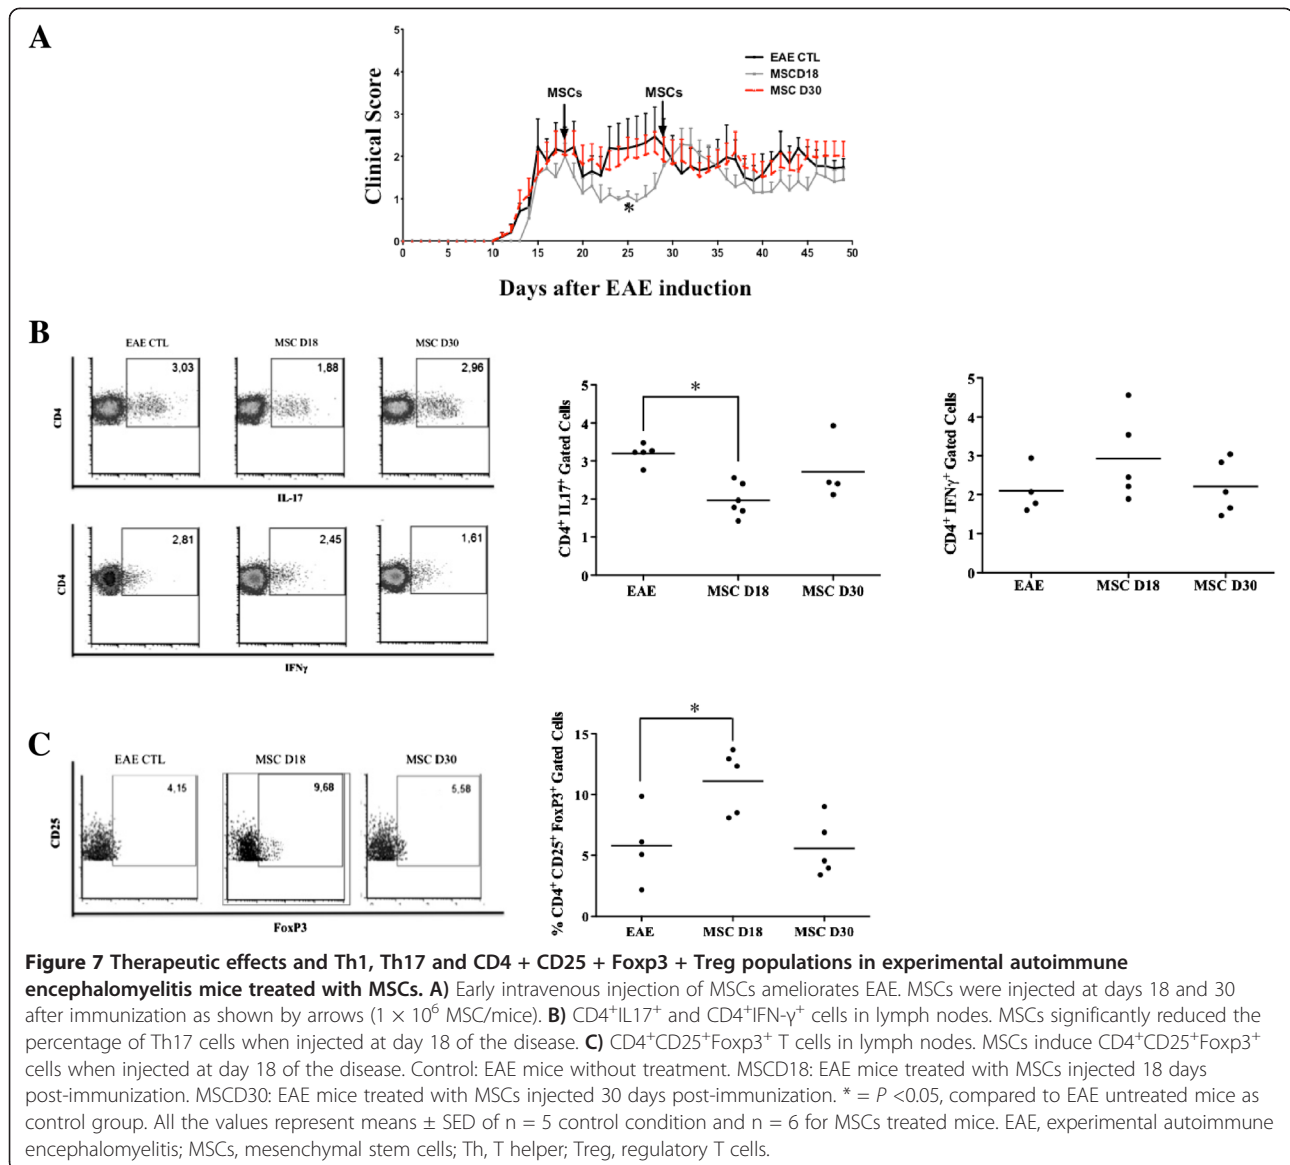 A
5
4
3
2
1
0
Clinical Score
EAE CTL
MSCD18
MSC D30
MSCs
MSCs
*
0 5 10 15 20 25 30 35 40 45 50
Days after EAE induction
B
EAE CTL
MSC D18
MSC D30
3,03
1,88
2,96
CD4
IL-17
2,81
2,45
1,61
CD4
IFNγ
5
4
3
2
1
0
CD4⁺ IL17⁺ Gated Cells
*
EAE MSC D18 MSC D30
5
4
3
2
1
0
CD4⁺ IFNγ⁺ Gated Cells
EAE MSC D18 MSC D30
C
EAE CTL
MSC D18
MSC D30
4,15
9,68
5,58
CD25
FoxP3
15
10
5
0
% CD4⁺ CD25⁺ FoxP3⁺ Gated Cells
*
EAE MSC D18 MSC D30
Figure 7 Therapeutic effects and Th1, Th17 and CD4 + CD25 + Foxp3 + Treg populations in experimental autoimmune
encephalomyelitis mice treated with MSCs. A) Early intravenous injection of MSCs ameliorates EAE. MSCs were injected at days 18 and 30
after immunization as shown by arrows (1 × 10⁶ MSC/mice). B) CD4⁺IL17⁺ and CD4⁺IFN-γ⁺ cells in lymph nodes. MSCs significantly reduced the
percentage of Th17 cells when injected at day 18 of the disease. C) CD4⁺CD25⁺Foxp3⁺ T cells in lymph nodes. MSCs induce CD4⁺CD25⁺Foxp3⁺
cells when injected at day 18 of the disease. Control: EAE mice without treatment. MSCD18: EAE mice treated with MSCs injected 18 days
post-immunization. MSCD30: EAE mice treated with MSCs injected 30 days post-immunization. * = P <0.05, compared to EAE untreated mice as
control group. All the values represent means ± SED of n = 5 control condition and n = 6 for MSCs treated mice. EAE, experimental autoimmune
encephalomyelitis; MSCs, mesenchymal stem cells; Th, T helper; Treg, regulatory T cells.